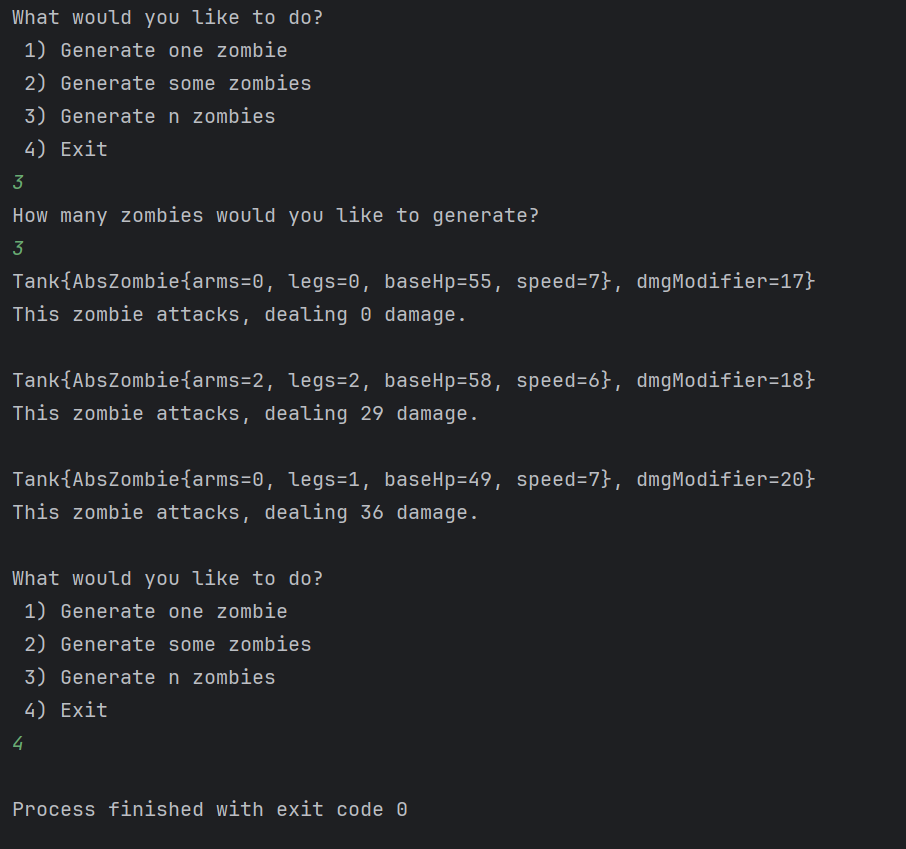 What would you like to do?
 1) Generate one zombie
 2) Generate some zombies
 3) Generate n zombies
 4) Exit
3
How many zombies would you like to generate?
3
Tank{AbsZombie{arms=0, legs=0, baseHp=55, speed=7}, dmgModifier=17}
This zombie attacks, dealing 0 damage.

Tank{AbsZombie{arms=2, legs=2, baseHp=58, speed=6}, dmgModifier=18}
This zombie attacks, dealing 29 damage.

Tank{AbsZombie{arms=0, legs=1, baseHp=49, speed=7}, dmgModifier=20}
This zombie attacks, dealing 36 damage.

What would you like to do?
 1) Generate one zombie
 2) Generate some zombies
 3) Generate n zombies
 4) Exit
4

Process finished with exit code 0